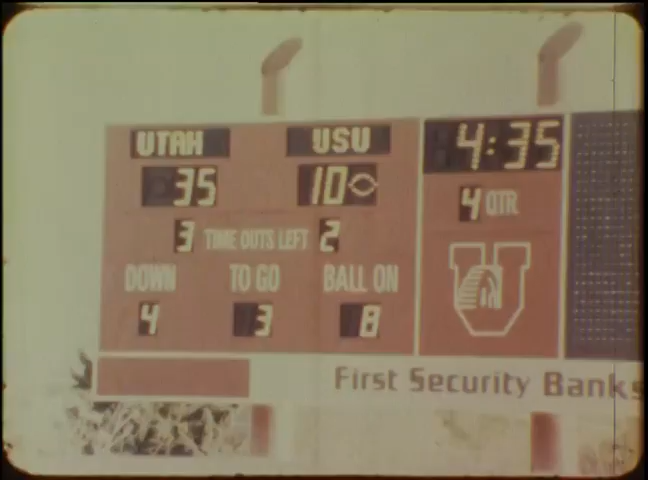 UTAH USU 4:35
35 10
4 QTR
3 TIME OUTS LEFT 2
DOWN TO GO BALL ON
4 3 8
U
First Security Banks